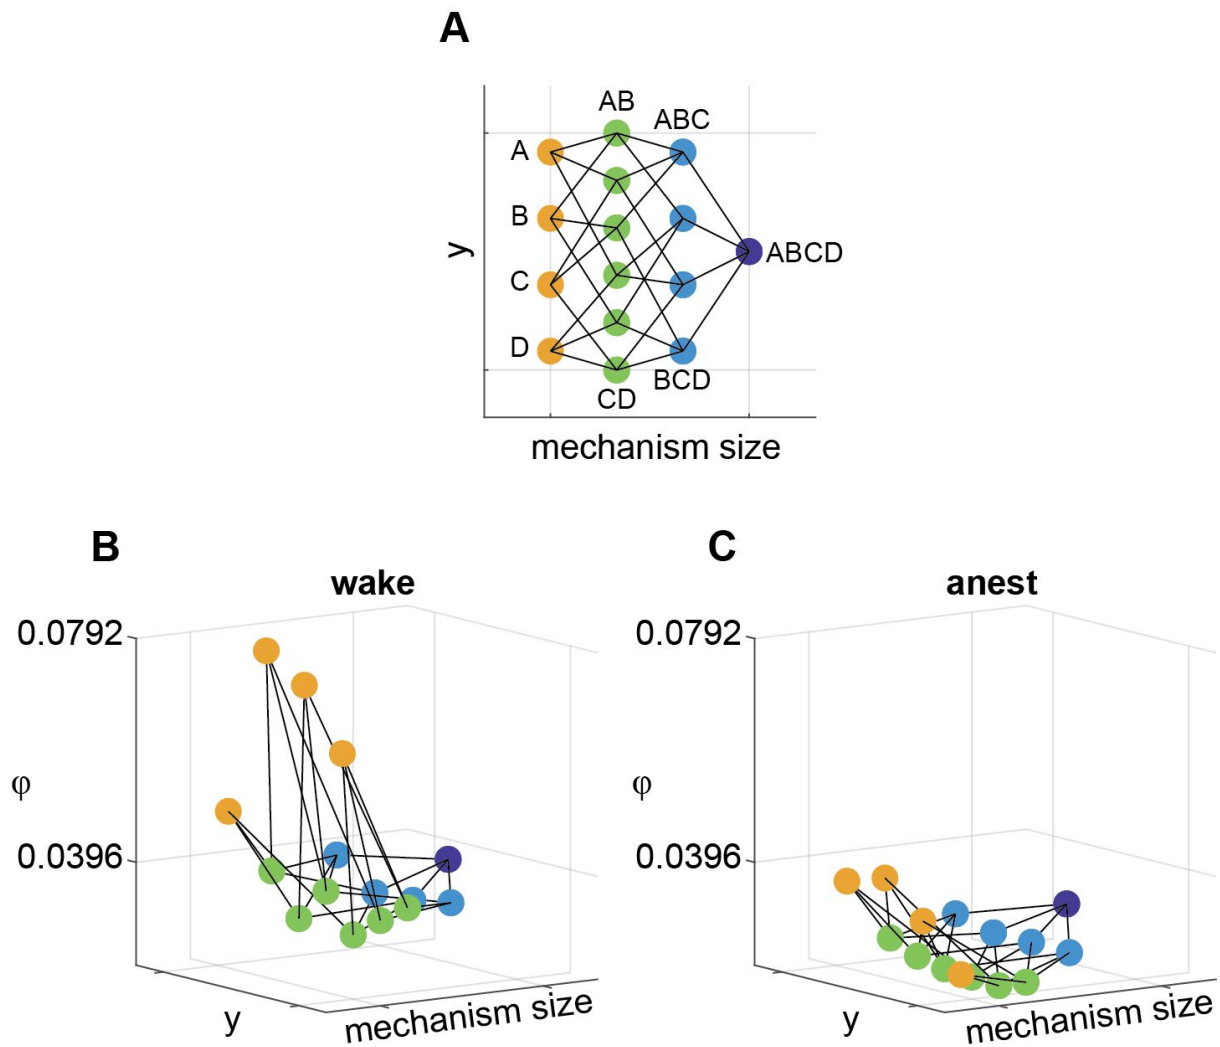 A
AB
ABC
A
B
y
ABCD
C
D
BCD
CD
mechanism size
B
C
wake
anest
0.0792
0.0792
φ
φ
0.0396
0.0396
y
mechanism size
y
mechanism size